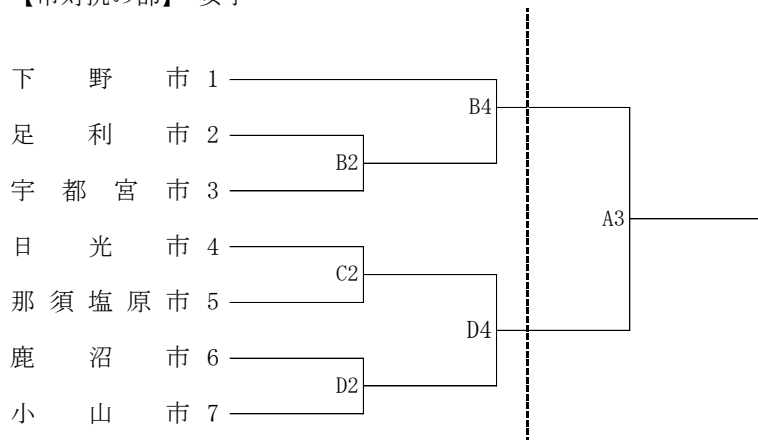 下野市 1
B4
足利市 2
B2
宇都宮市 3
A3
日光市 4
C2
那須塩原市 5
D4
鹿沼市 6
D2
小山市 7